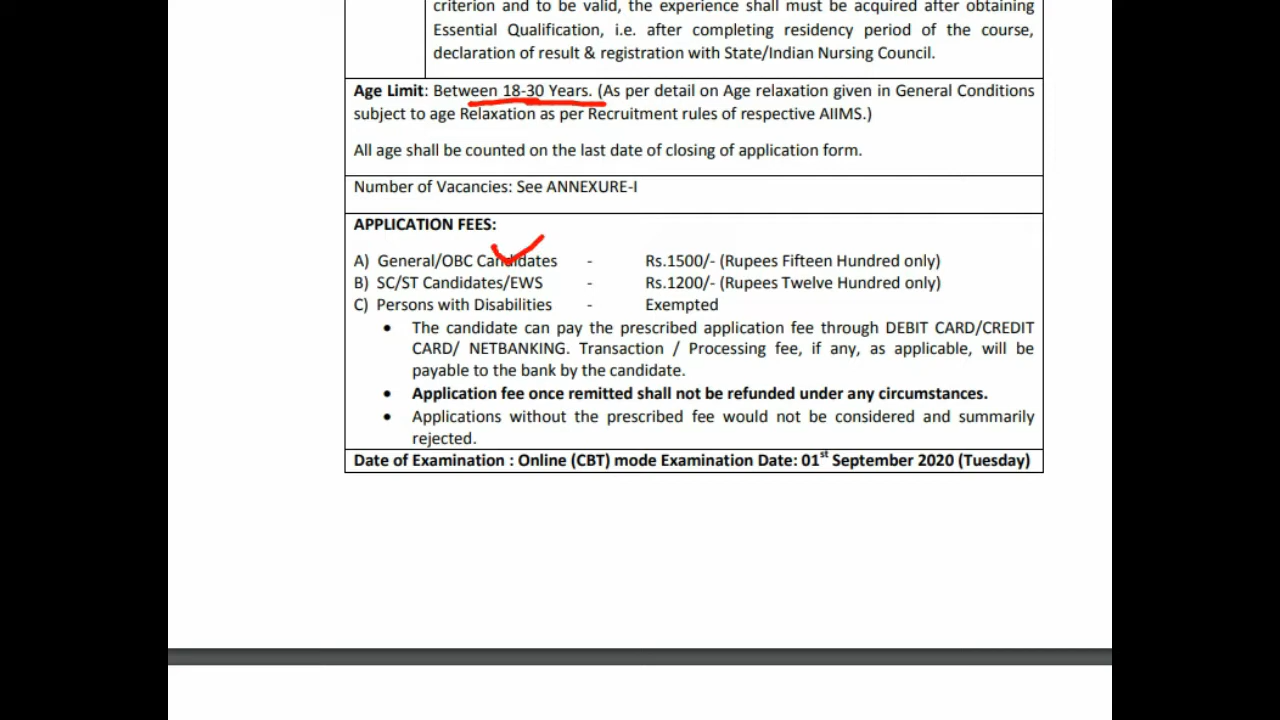 criterion and to be valid, the experience shall must be acquired after obtaining
Essential Qualification, i.e. after completing residency period of the course,
declaration of result & registration with State/Indian Nursing Council.
Age Limit: Between 18-30 Years. (As per detail on Age relaxation given in General Conditions
subject to age Relaxation as per Recruitment rules of respective AIIMS.)
All age shall be counted on the last date of closing of application form.
Number of Vacancies: See ANNEXURE-I
APPLICATION FEES:
A) General/OBC Candidates - Rs.1500/- (Rupees Fifteen Hundred only)
B) SC/ST Candidates/EWS - Rs.1200/- (Rupees Twelve Hundred only)
C) Persons with Disabilities - Exempted
• The candidate can pay the prescribed application fee through DEBIT CARD/CREDIT
CARD/ NETBANKING. Transaction / Processing fee, if any, as applicable, will be
payable to the bank by the candidate.
• Application fee once remitted shall not be refunded under any circumstances.
• Applications without the prescribed fee would not be considered and summarily
rejected.
Date of Examination : Online (CBT) mode Examination Date: 01st September 2020 (Tuesday)